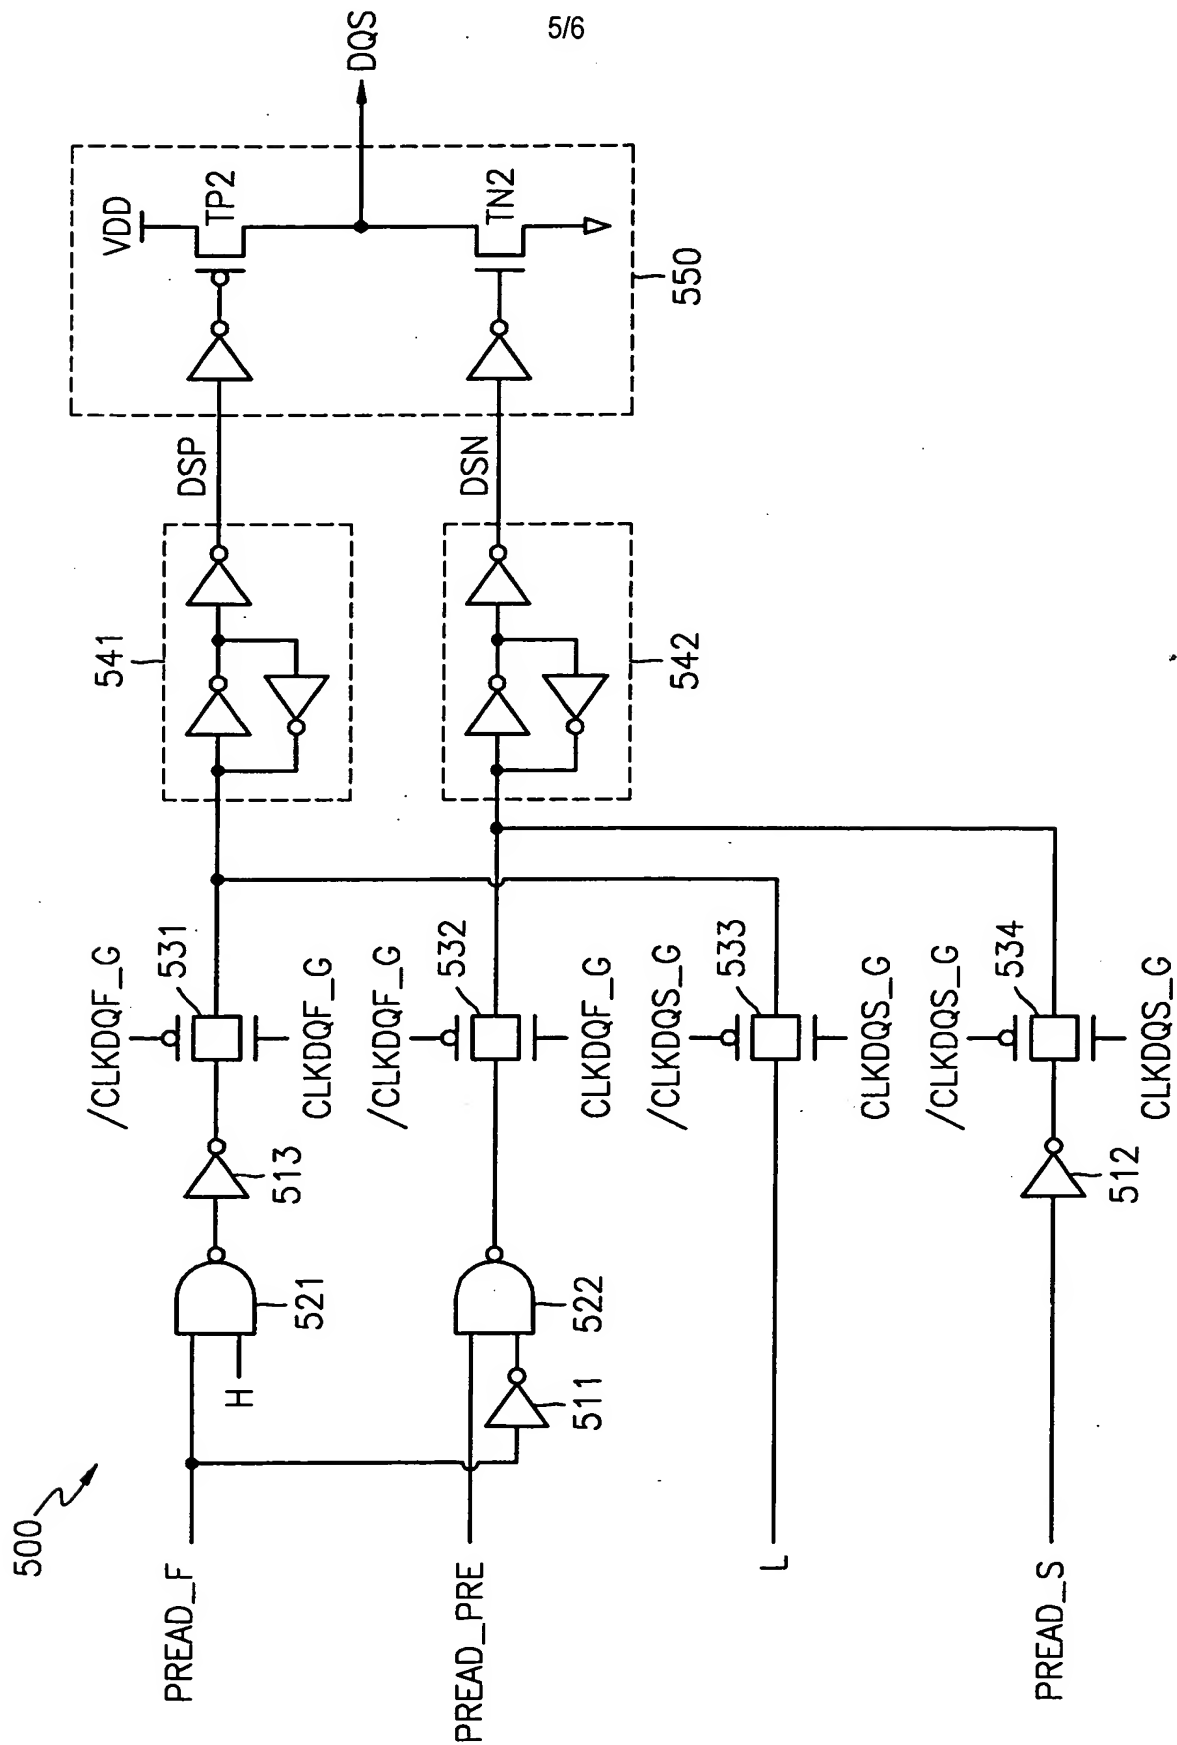 5/6
500
PREAD_F
PREAD_PRE
L
PREAD_S
H
521
522
511
513
512
/CLKDQF_G
531
CLKDQF_G
/CLKDQF_G
532
CLKDQF_G
/CLKDQS_G
533
CLKDQS_G
/CLKDQS_G
534
CLKDQS_G
541
542
DSP
DSN
VDD
TP2
TN2
550
DQS